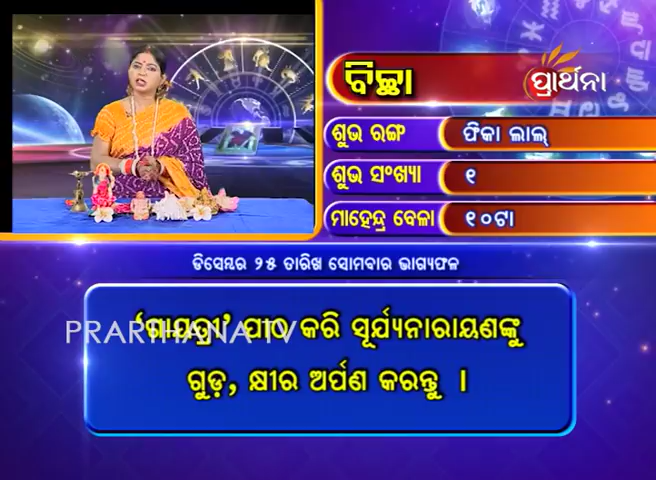 ବିଚ୍ଛା
ପ୍ରାର୍ଥନା
ଶୁଭ ରଙ୍ଗ ଫିକା ଲାଲ୍
ଶୁଭ ସଂଖ୍ୟା ୧
ମାହେନ୍ଦ୍ର ବେଳା ୧୦ଟା
ଡିସେମ୍ବର ୨୫ ତାରିଖ ସୋମବାର ଭାଗ୍ୟଫଳ
‘ଗାୟତ୍ରୀ’ ପାଠ କରି ସୂର୍ଯ୍ୟନାରାୟଣଙ୍କୁ
PRARTHANA TV
ଗୁଡ଼, କ୍ଷୀର ଅର୍ପଣ କରନ୍ତୁ ।